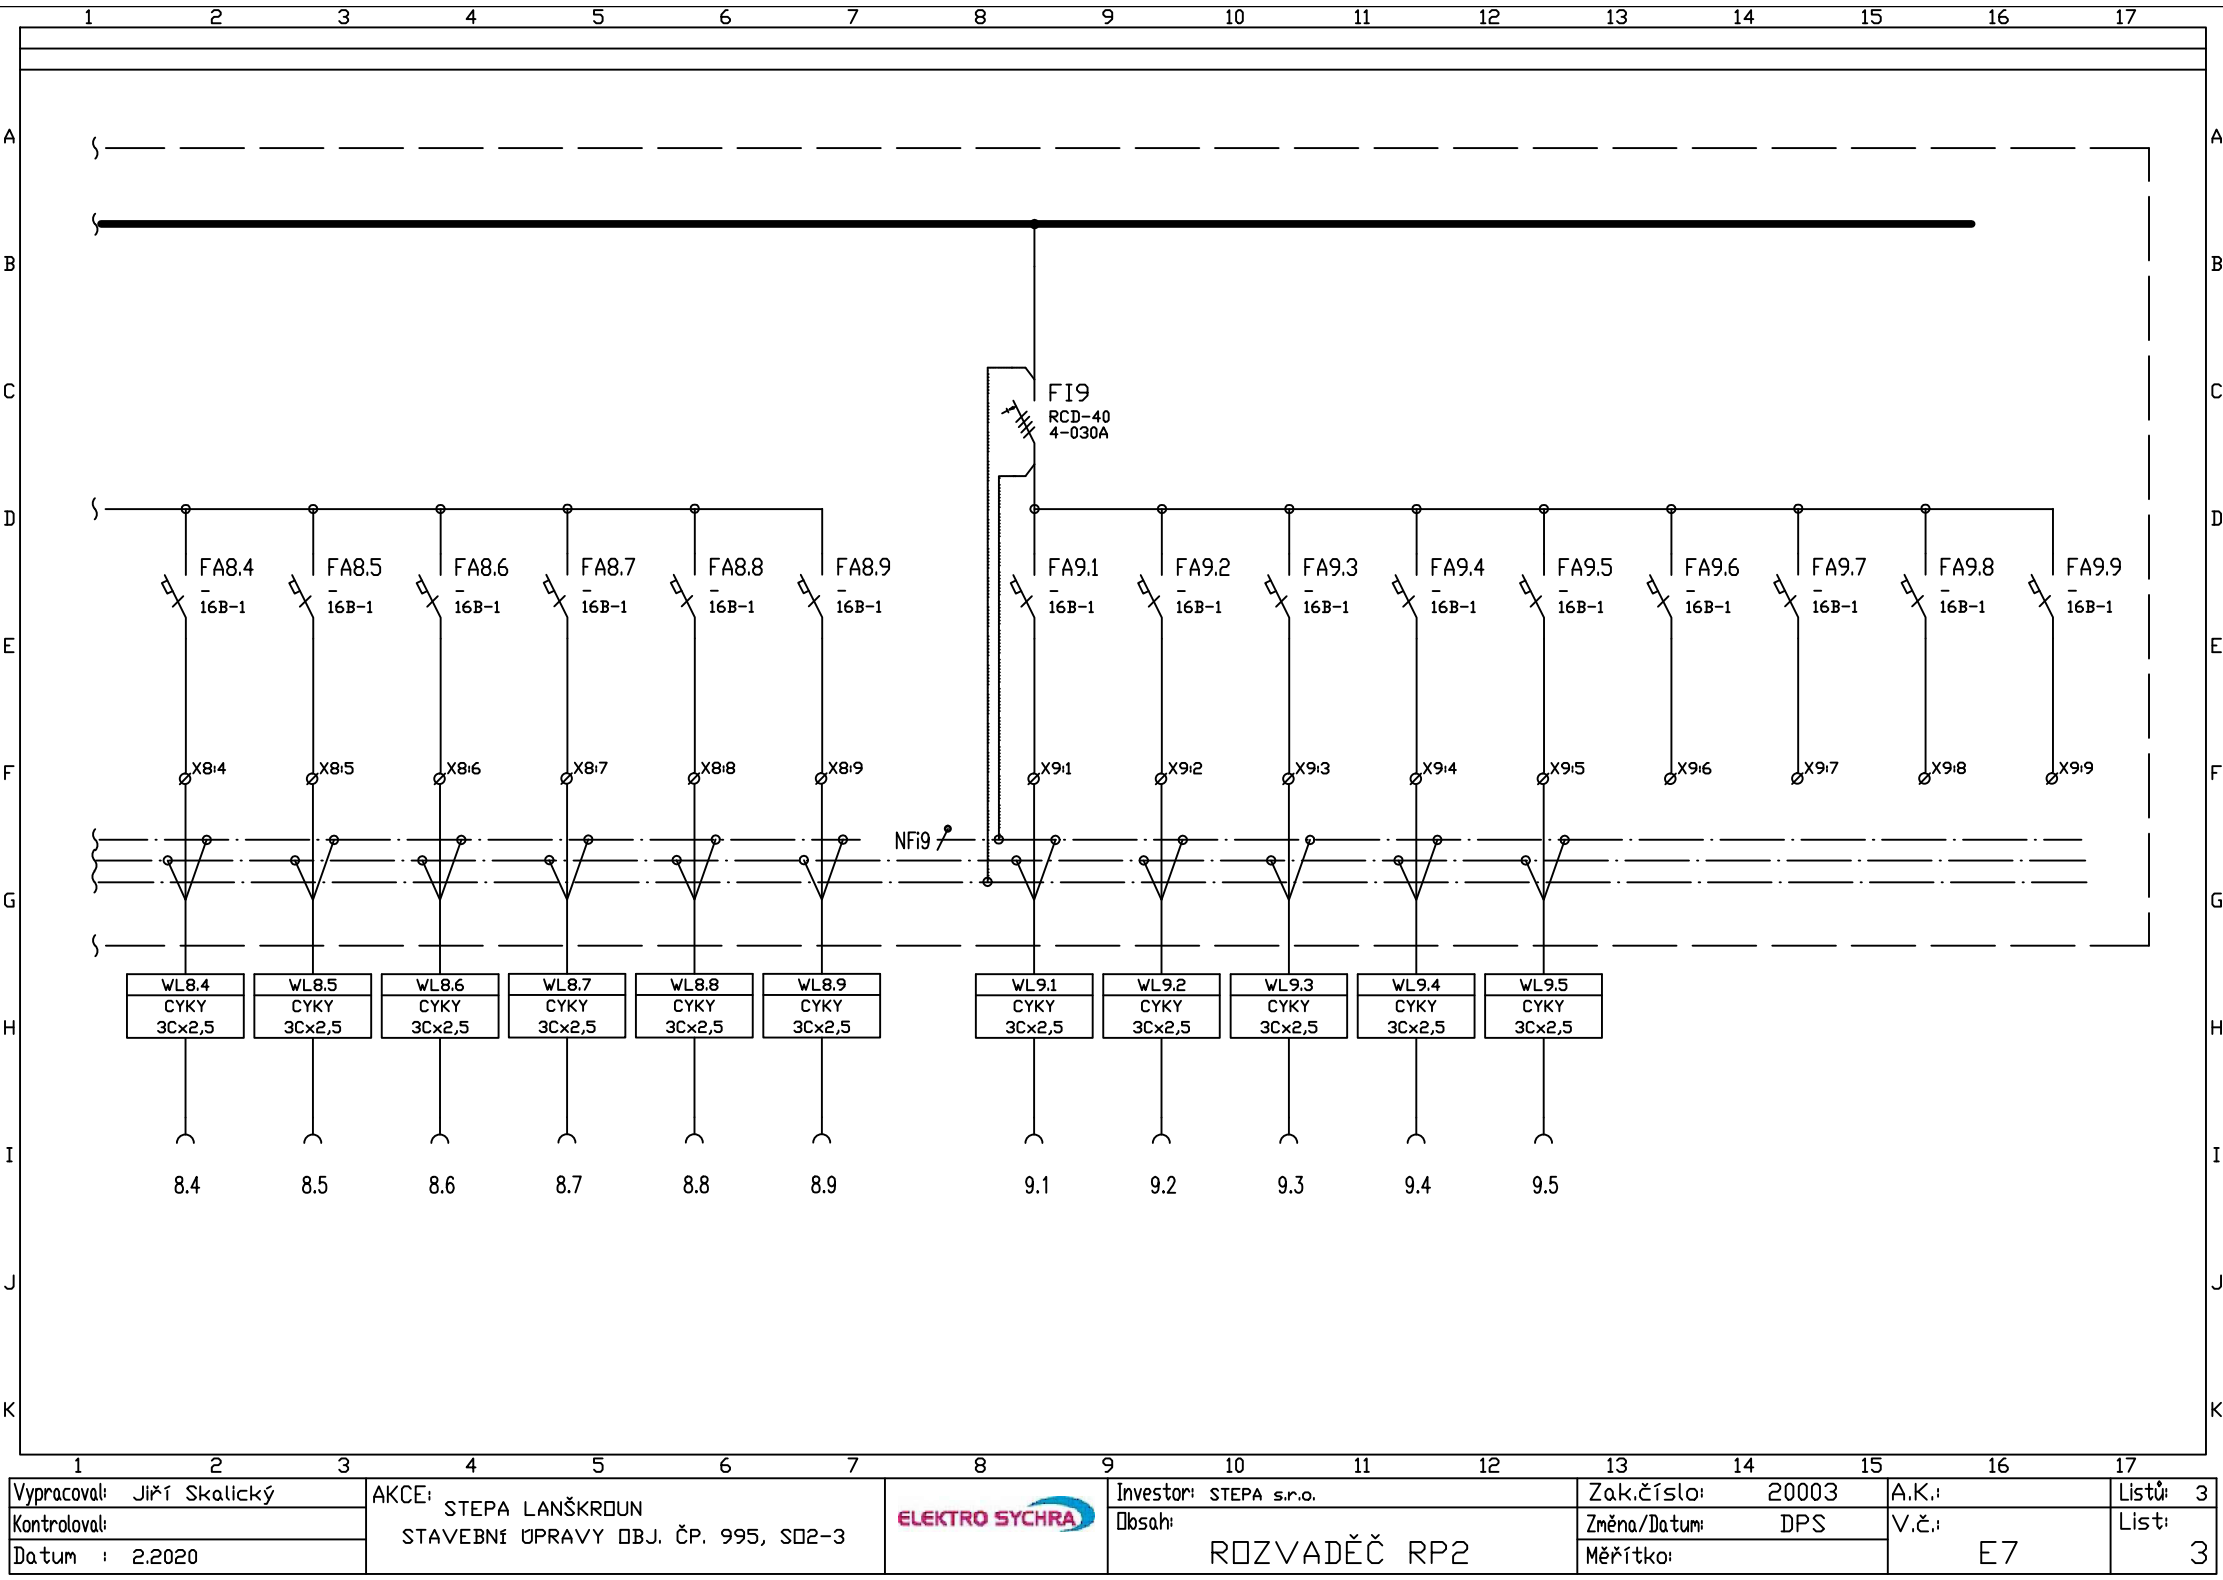 1 2 3 4 5 6 7 8 9 10 11 12 13 14 15 16 17
A A
B B
C C
FI9
RCD-40
4-030A
D D
FA8.4 FA8.5 FA8.6 FA8.7 FA8.8 FA8.9 FA9.1 FA9.2 FA9.3 FA9.4 FA9.5 FA9.6 FA9.7 FA9.8 FA9.9
- - - - - - - - - - - - - - -
16B-1 16B-1 16B-1 16B-1 16B-1 16B-1 16B-1 16B-1 16B-1 16B-1 16B-1 16B-1 16B-1 16B-1 16B-1
E E
F F
X8:4 X8:5 X8:6 X8:7 X8:8 X8:9 X9:1 X9:2 X9:3 X9:4 X9:5 X9:6 X9:7 X9:8 X9:9
NFi9
G G
WL8.4 WL8.5 WL8.6 WL8.7 WL8.8 WL8.9 WL9.1 WL9.2 WL9.3 WL9.4 WL9.5
CYKY CYKY CYKY CYKY CYKY CYKY CYKY CYKY CYKY CYKY CYKY
3Cx2,5 3Cx2,5 3Cx2,5 3Cx2,5 3Cx2,5 3Cx2,5 3Cx2,5 3Cx2,5 3Cx2,5 3Cx2,5 3Cx2,5
H H
I I
8.4 8.5 8.6 8.7 8.8 8.9 9.1 9.2 9.3 9.4 9.5
J J
K K
1 2 3 4 5 6 7 8 9 10 11 12 13 14 15 16 17
Vypracoval: Jiří Skalický
Kontroloval:
Datum : 2.2020
AKCE:
STEPA LANŠKROUN
STAVEBNÍ ÚPRAVY OBJ. ČP. 995, SO2-3
ELEKTRO SYCHRA
Investor: STEPA s.r.o.
Obsah:
ROZVADĚČ RP2
Zak.číslo: 20003
Změna/Datum: DPS
Měřítko:
A.K.:
V.č.:
E7
Listů: 3
List:
3